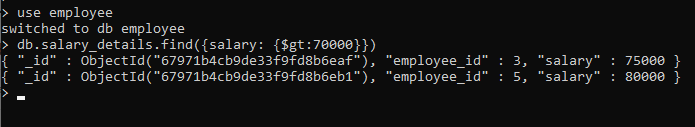 > use employee
switched to db employee
> db.salary_details.find({salary: {$gt:70000}})
{ "_id" : ObjectId("67971b4cb9de33f9fd8b6eaf"), "employee_id" : 3, "salary" : 75000 }
{ "_id" : ObjectId("67971b4cb9de33f9fd8b6eb1"), "employee_id" : 5, "salary" : 80000 }
> _